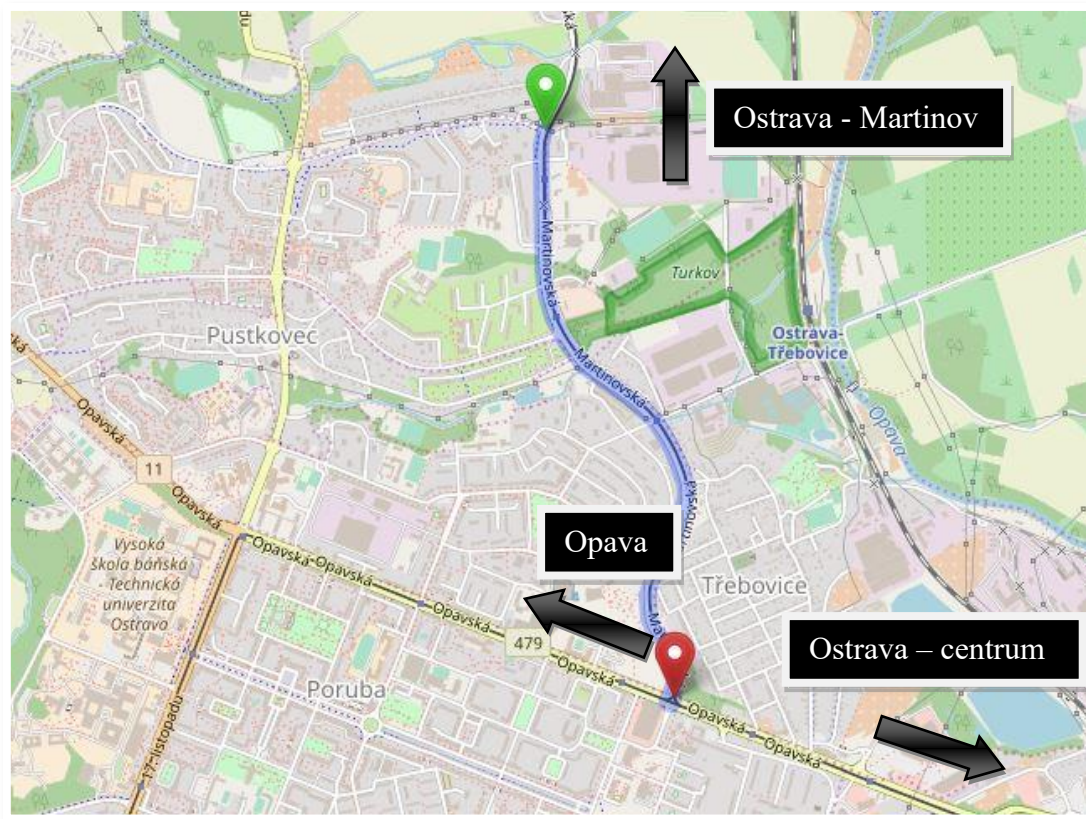 Ostrava - Martinov
Martinovská
Turkov
Pustkovec
Ostrava-
Třebovice
Martinovská
Opavská
Opava
11
Opavská
Opava
Vysoká
škola báňská
- Technická
univerzita
Ostrava
Opavská
Opavská
Třebovice
Opavská
479
Ostrava – centrum
Opavská
Poruba
Opavská
Opavská
17. listopadu